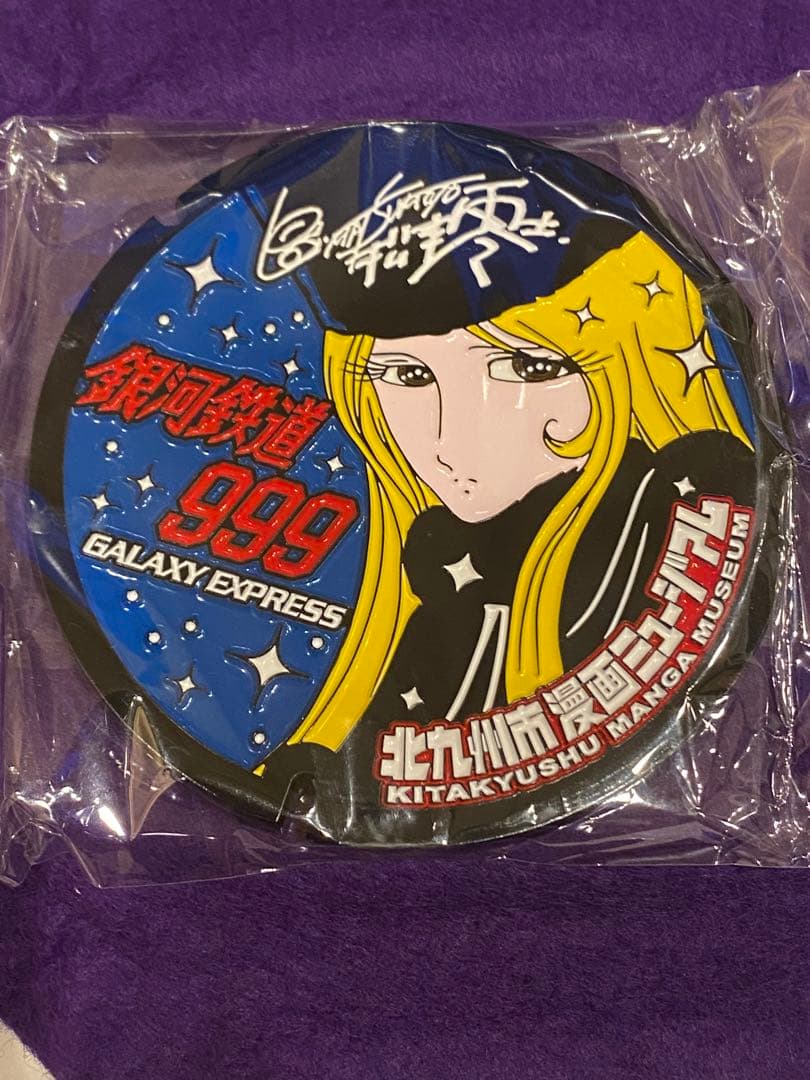 銀河鉄道
999
GALAXY EXPRESS
北九州市漫画ミュージアム
KITAKYUSHU MANGA MUSEUM